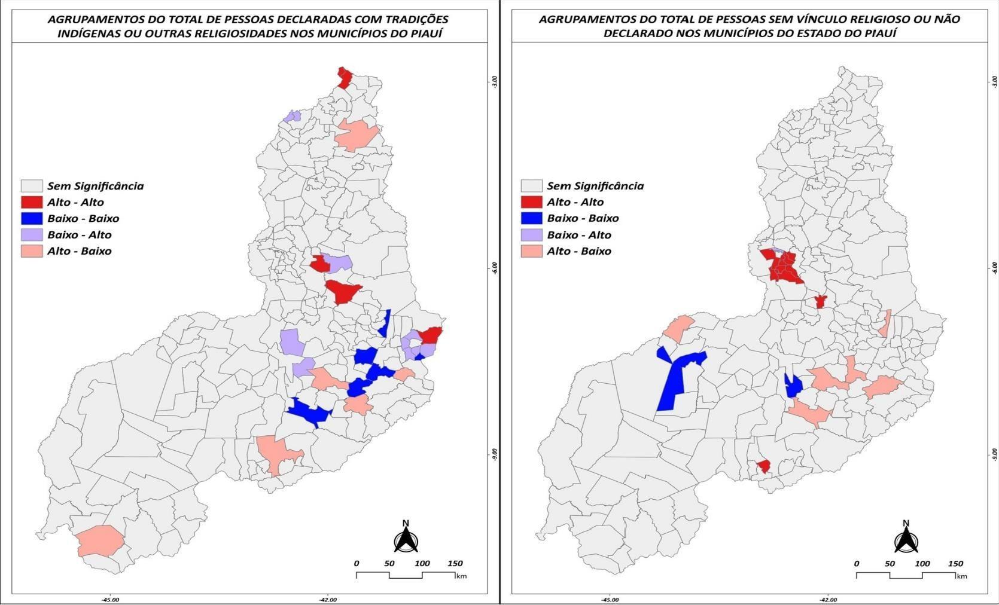 AGRUPAMENTOS DO TOTAL DE PESSOAS DECLARADAS COM TRADIÇÕES
INDÍGENAS OU OUTRAS RELIGIOSIDADES NOS MUNICÍPIOS DO PIAUÍ
-3.00
Sem Significância
Alto - Alto
Baixo - Baixo
Baixo - Alto
Alto - Baixo
-6.00
-9.00
N
0 50 100 150
km
-45.00 -42.00
AGRUPAMENTOS DO TOTAL DE PESSOAS SEM VÍNCULO RELIGIOSO OU NÃO
DECLARADO NOS MUNICÍPIOS DO ESTADO DO PIAUÍ
-3.00
Sem Significância
Alto - Alto
Baixo - Baixo
Baixo - Alto
Alto - Baixo
-6.00
-9.00
N
0 50 100 150
km
-45.00 -42.00